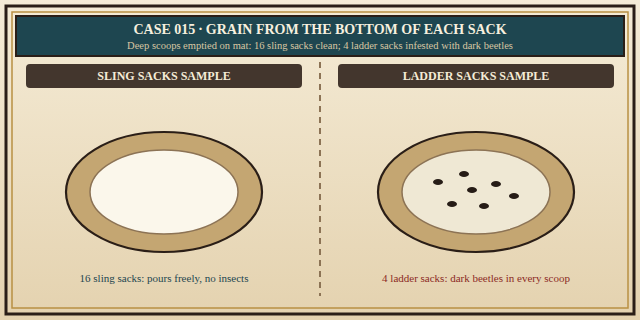 CASE 015 · GRAIN FROM THE BOTTOM OF EACH SACK
Deep scoops emptied on mat: 16 sling sacks clean; 4 ladder sacks infested with dark beetles
SLING SACKS SAMPLE
LADDER SACKS SAMPLE
16 sling sacks: pours freely, no insects
4 ladder sacks: dark beetles in every scoop